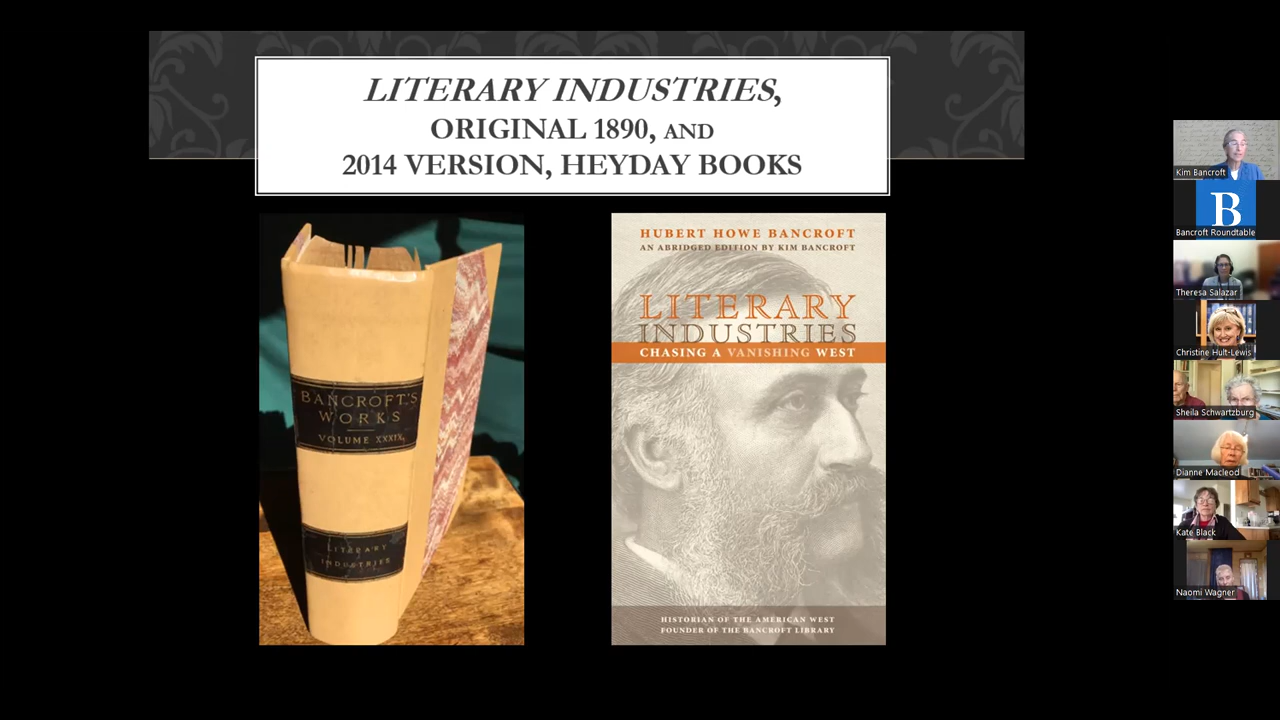 LITERARY INDUSTRIES,
ORIGINAL 1890, AND
2014 VERSION, HEYDAY BOOKS
BANCROFT'S
WORKS
VOLUME XXXIX
LITERARY
INDUSTRIES
HUBERT HOWE BANCROFT
AN ABRIDGED EDITION BY KIM BANCROFT
LITERARY
INDUSTRIES
CHASING A VANISHING WEST
HISTORIAN OF THE AMERICAN WEST
FOUNDER OF THE BANCROFT LIBRARY
Kim Bancroft
B
Bancroft Roundtable
Theresa Salazar
Christine Hult-Lewis
Sheila Schwartzburg
Dianne Macleod
Kate Black
Naomi Wagner